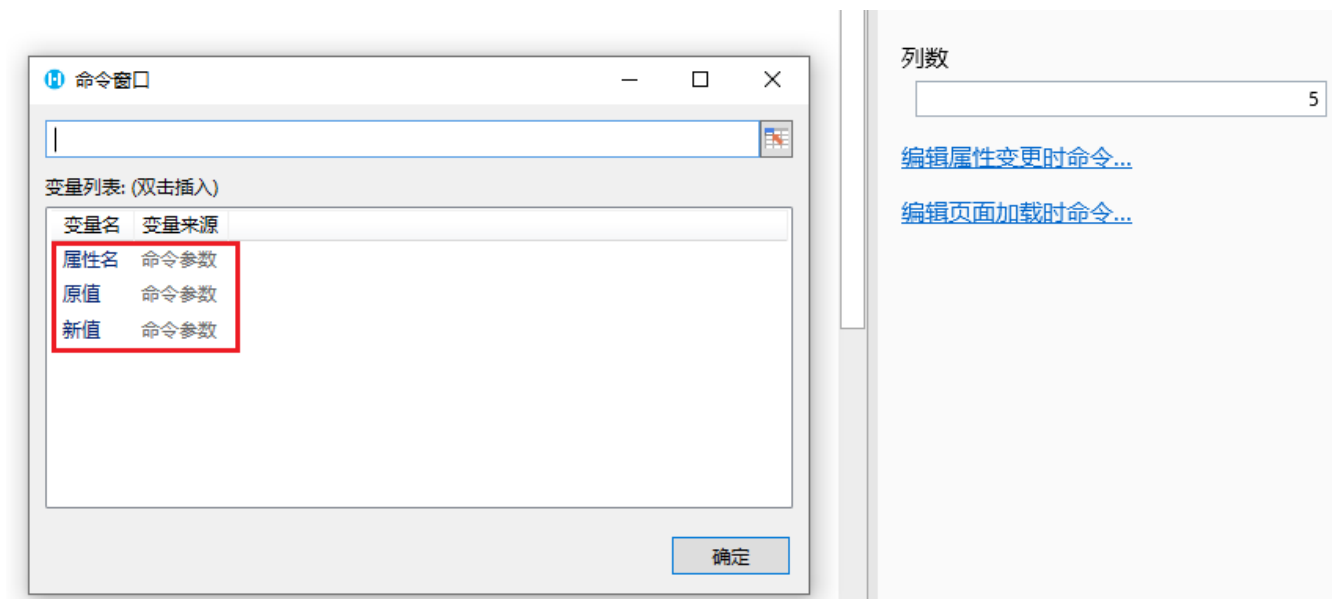 命令窗口
变量列表: (双击插入)
变量名 变量来源
属性名 命令参数
原值 命令参数
新值 命令参数
确定
列数
5
编辑属性变更时命令...
编辑页面加载时命令...